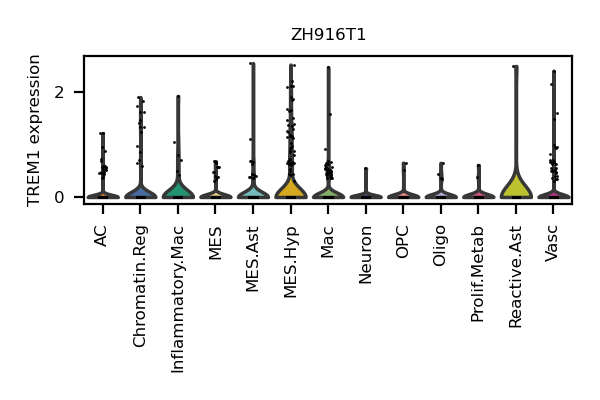 ZH916T1
TREM1 expression
2
0
AC
Chromatin.Reg
Inflammatory.Mac
MES
MES.Ast
MES.Hyp
Mac
Neuron
OPC
Oligo
Prolif.Metab
Reactive.Ast
Vasc